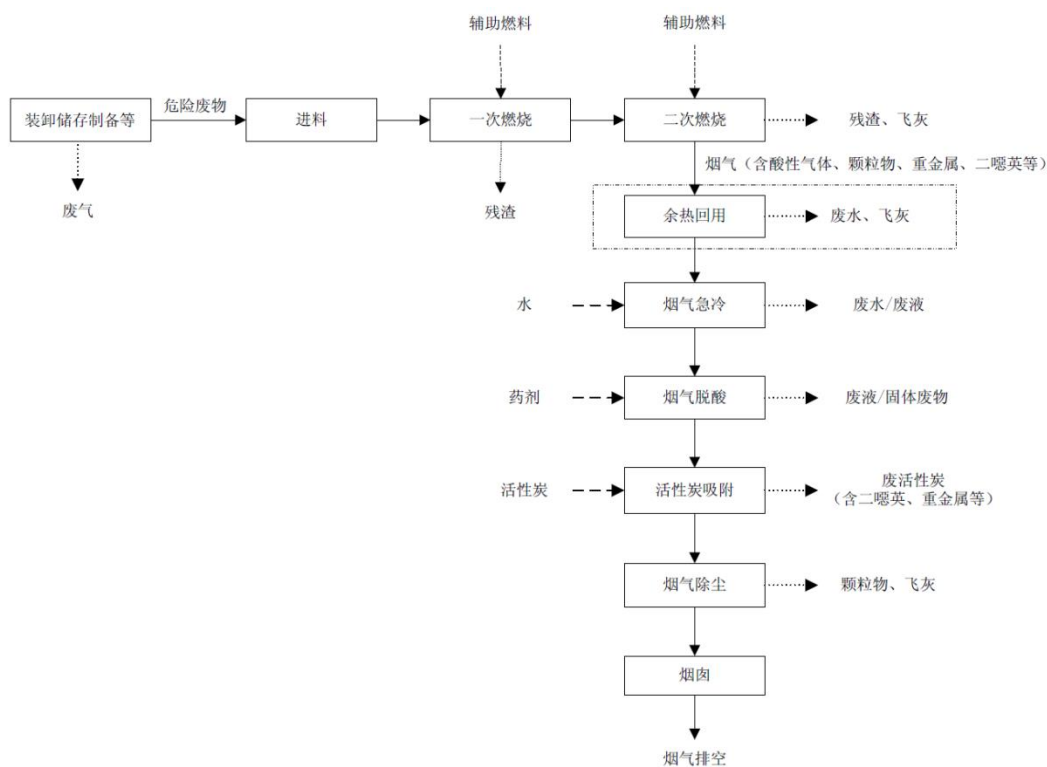 辅助燃料
辅助燃料
装卸储存制备等
危险废物
进料
一次燃烧
二次燃烧
残渣、飞灰
废气
残渣
烟气（含酸性气体、颗粒物、重金属、二噁英等）
余热回用
废水、飞灰
水
烟气急冷
废水/废液
药剂
烟气脱酸
废液/固体废物
活性炭
活性炭吸附
废活性炭
（含二噁英、重金属等）
烟气除尘
颗粒物、飞灰
烟囱
烟气排空